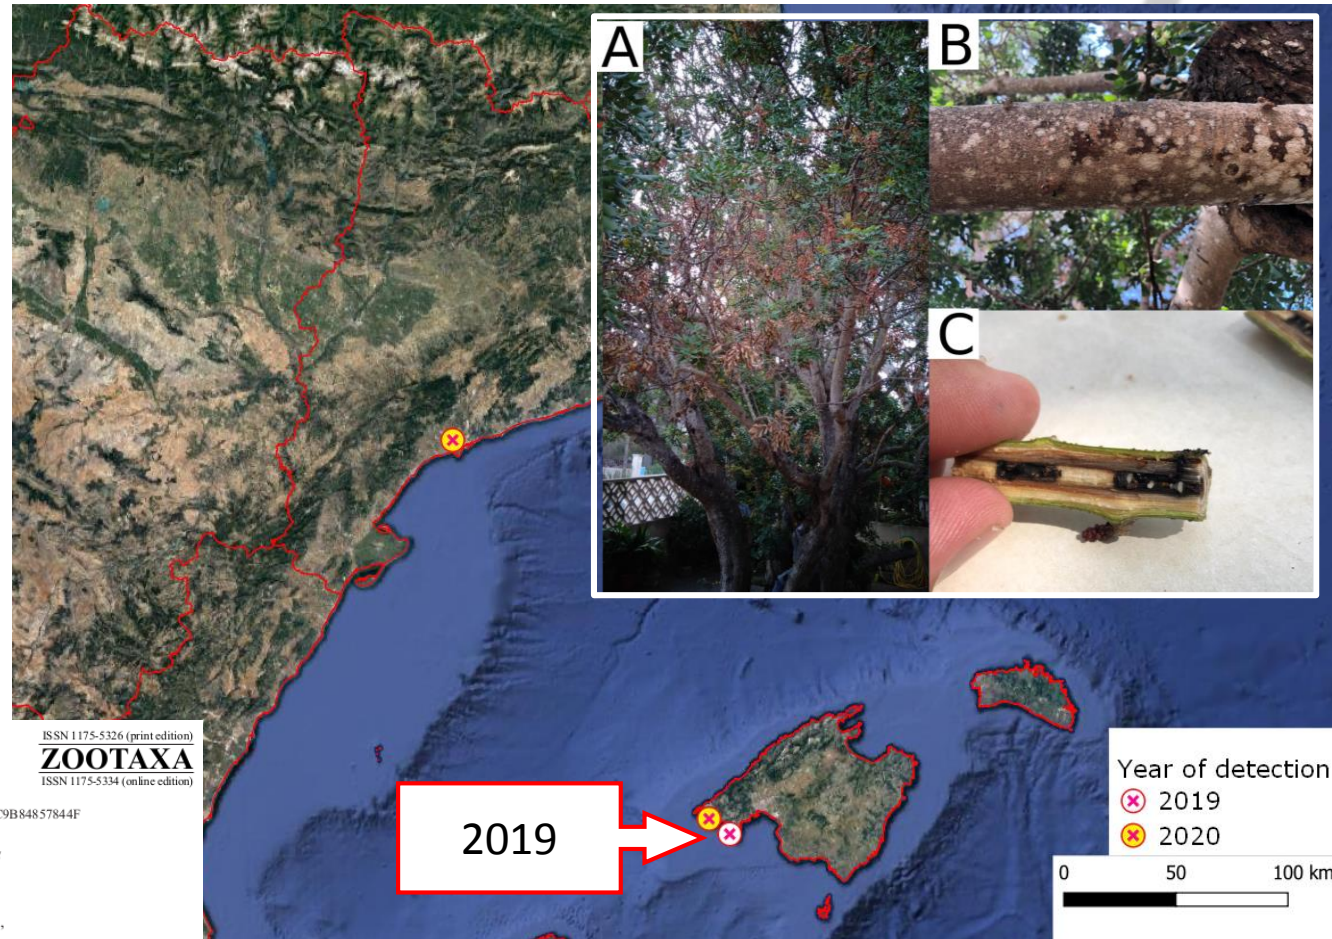 A
B
C
ISSN 1175-5326 (print edition)
ZOOTAXA
ISSN 1175-5334 (online edition)
C9B84857844F
2019
Year of detection
2019
2020
0 50 100 km